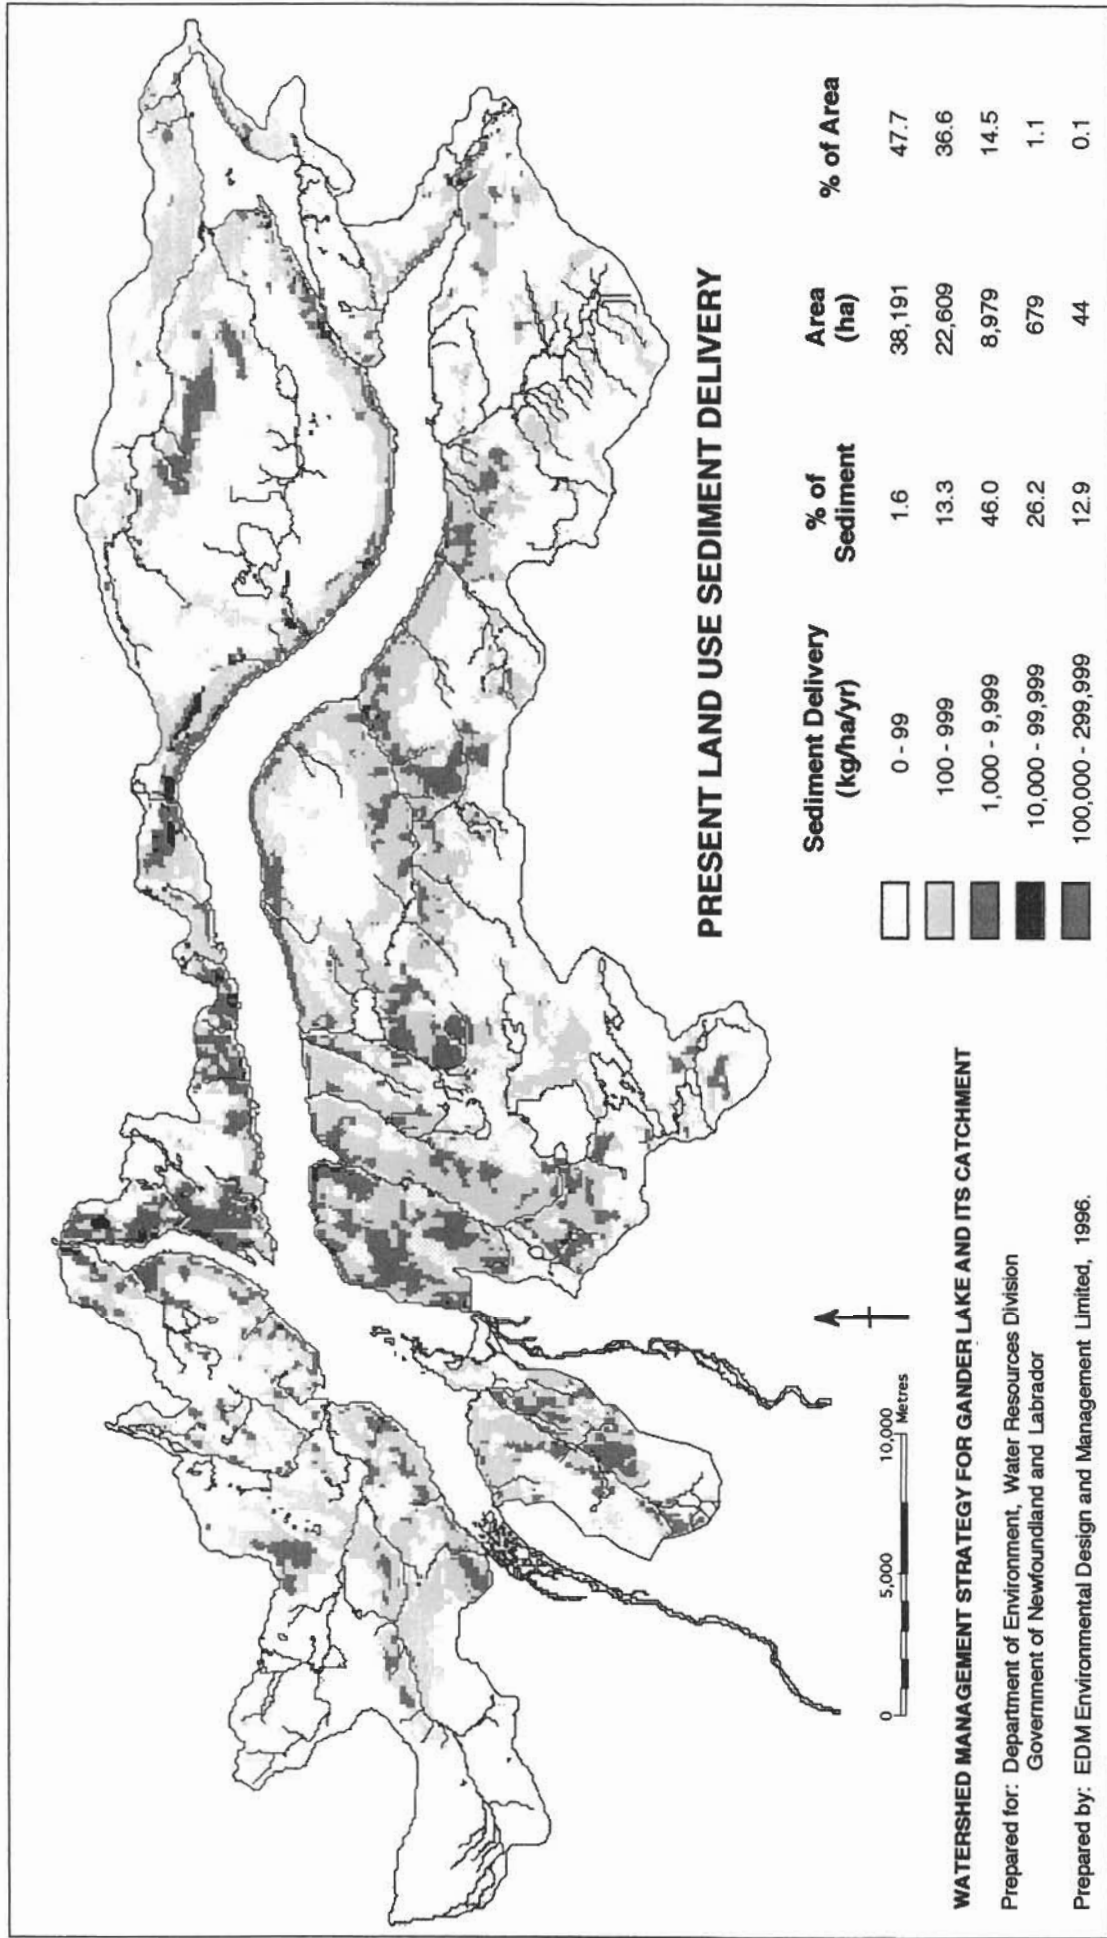 PRESENT LAND USE SEDIMENT DELIVERY
Sediment Delivery % of Area % of Area
(kg/ha/yr) Sediment (ha)
0 - 99 1.6 38,191 47.7
100 - 999 13.3 22,609 36.6
1,000 - 9,999 46.0 8,979 14.5
10,000 - 99,999 26.2 679 1.1
100,000 - 299,999 12.9 44 0.1
0 5,000 10,000
Metres
WATERSHED MANAGEMENT STRATEGY FOR GANDER LAKE AND ITS CATCHMENT
Prepared for: Department of Environment, Water Resources Division
Government of Newfoundland and Labrador
Prepared by: EDM Environmental Design and Management Limited, 1996.